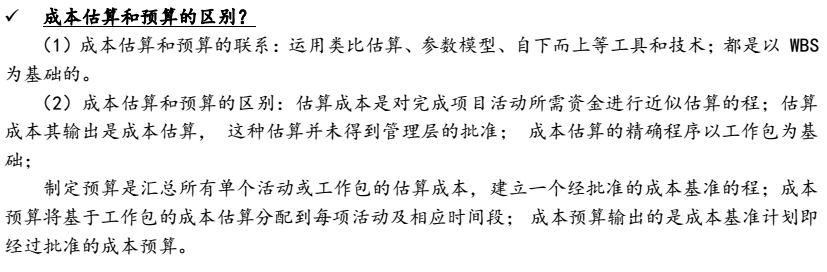 ✓ 成本估算和预算的区别?
（1）成本估算和预算的联系：运用类比估算、参数模型、自下而上等工具和技术；都是以 WBS
为基础的。
（2）成本估算和预算的区别：估算成本是对完成项目活动所需资金进行近似估算的程；估算
成本其输出是成本估算， 这种估算并未得到管理层的批准； 成本估算的精确程序以工作包为基
础；
制定预算是汇总所有单个活动或工作包的估算成本，建立一个经批准的成本基准的程；成本
预算将基于工作包的成本估算分配到每项活动及相应时间段； 成本预算输出的是成本基准计划即
经过批准的成本预算。